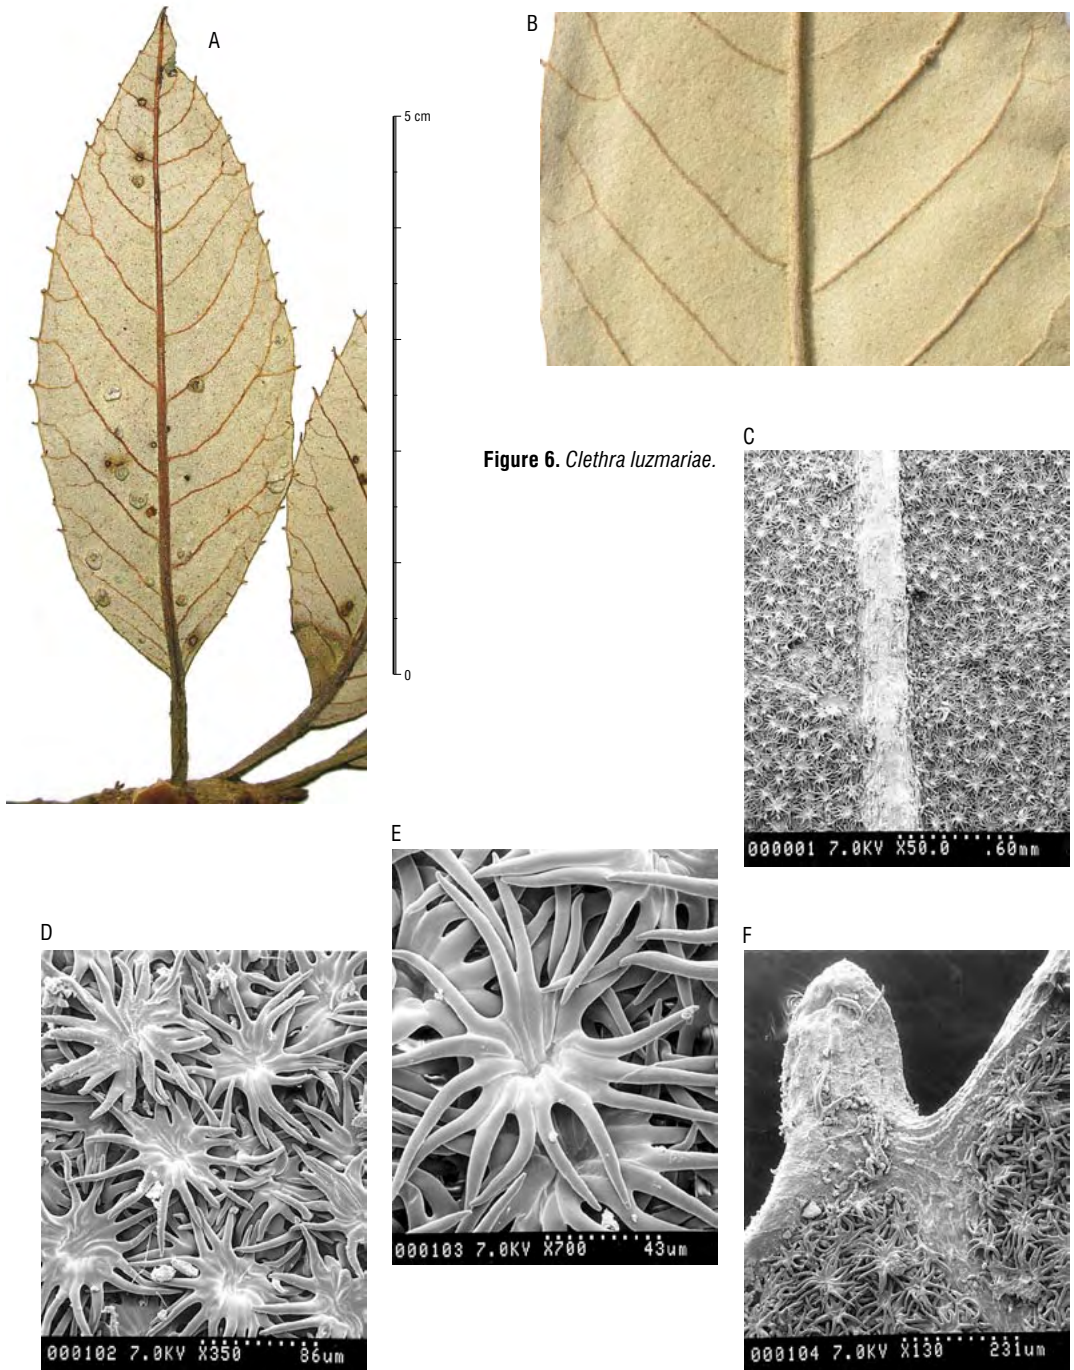 A
B
5 cm
0
Figure 6. Clethra luzmariae.
C
000001 7.0KV X50.0 .60mm
E
000103 7.0KV X700 43um
D
000102 7.0KV X350 86um
F
000104 7.0KV X130 231um